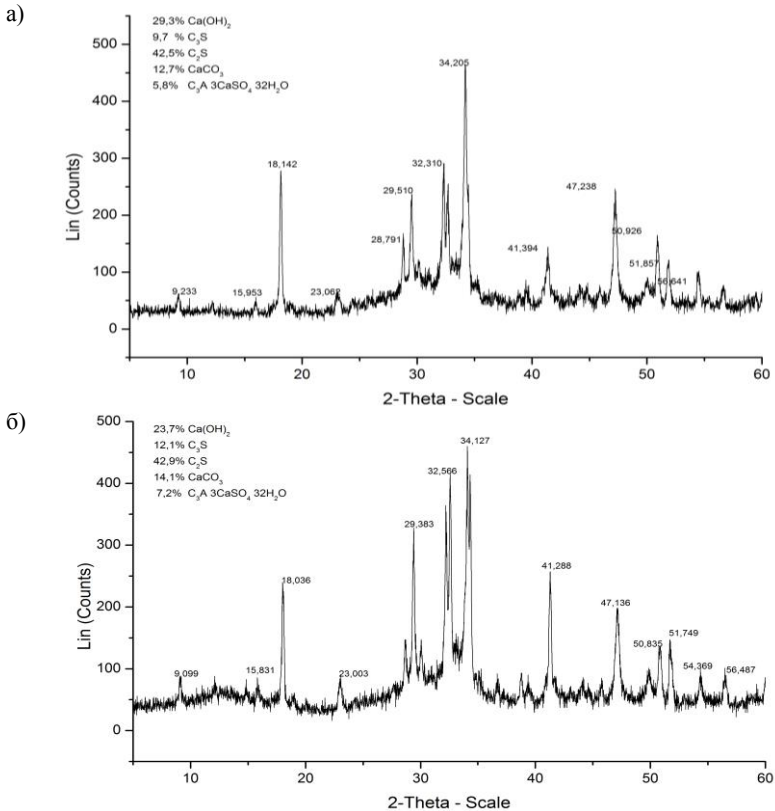 а)
29,3% Ca(OH)₂
9,7 % C₃S
42,5% C₂S
12,7% CaCO₃
5,8% C₃A 3CaSO₄ 32H₂O
34,205
18,142
32,310
29,510
28,791
47,238
50,926
41,394
51,857
56,641
9,233
15,953
23,062
500
400
300
200
100
0
Lin (Counts)
10 20 30 40 50 60
2-Theta - Scale
б)
23,7% Ca(OH)₂
12,1% C₃S
42,9% C₂S
14,1% CaCO₃
7,2% C₃A 3CaSO₄ 32H₂O
34,127
32,566
29,383
18,036
41,288
47,136
50,835
51,749
54,369
56,487
9,099
15,831
23,003
500
400
300
200
100
0
Lin (Counts)
10 20 30 40 50 60
2-Theta - Scale